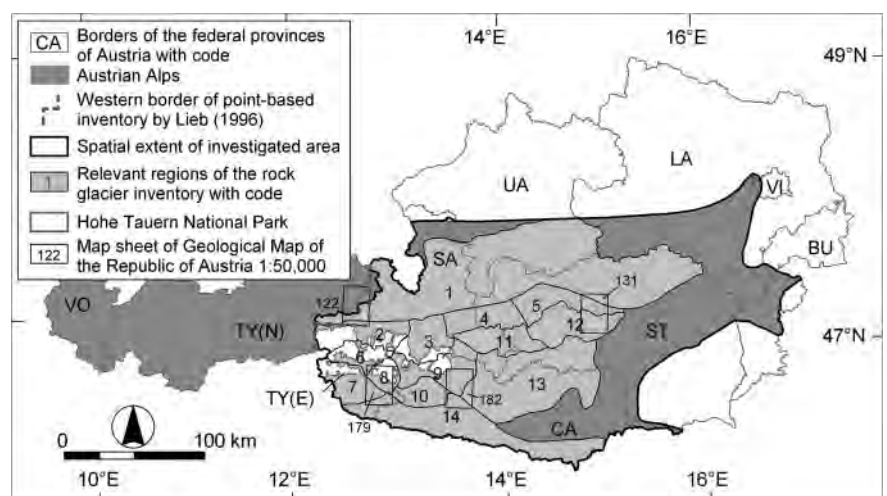 14°E
16°E
49°N
CA
Borders of the federal provinces
of Austria with code
Austrian Alps
Western border of point-based
inventory by Lieb (1996)
Spatial extent of investigated area
1
Relevant regions of the rock
glacier inventory with code
Hohe Tauern National Park
122
Map sheet of Geological Map of
the Republic of Austria 1:50,000
LA
VI
UA
BU
SA
131
1
122
VO
5
4
TY(N)
2
3
11
12
ST
47°N
6
8
9
7
13
TY(E)
10
182
179
14
CA
0
100 km
10°E
12°E
14°E
16°E